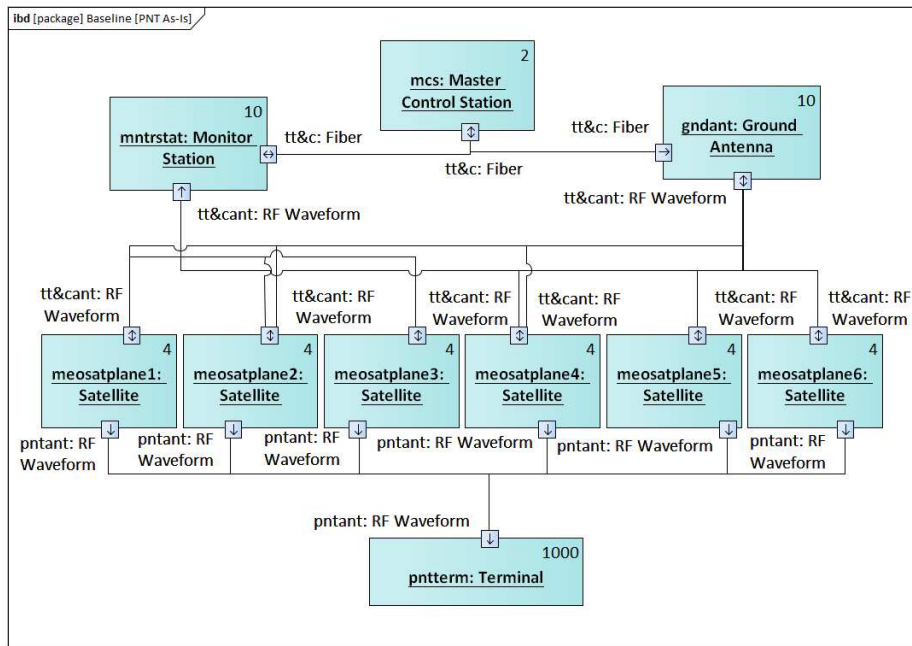 ibd [package] Baseline [PNT As-Is]
2
mcs: Master
Control Station
10
mntrstat: Monitor
Station
10
gndant: Ground
Antenna
tt&c: Fiber
tt&c: Fiber
tt&c: Fiber
tt&cant: RF Waveform
tt&cant: RF Waveform
tt&cant: RF
Waveform
tt&cant: RF
Waveform
tt&cant: RF
Waveform
tt&cant: RF
Waveform
tt&cant: RF
Waveform
tt&cant: RF
Waveform
4
meosatplane1:
Satellite
4
meosatplane2:
Satellite
4
meosatplane3:
Satellite
4
meosatplane4:
Satellite
4
meosatplane5:
Satellite
4
meosatplane6:
Satellite
pntant: RF
Waveform
pntant: RF
Waveform
pntant: RF
Waveform
pntant: RF Waveform
pntant: RF Waveform
pntant: RF
Waveform
pntant: RF Waveform
1000
pntterm: Terminal